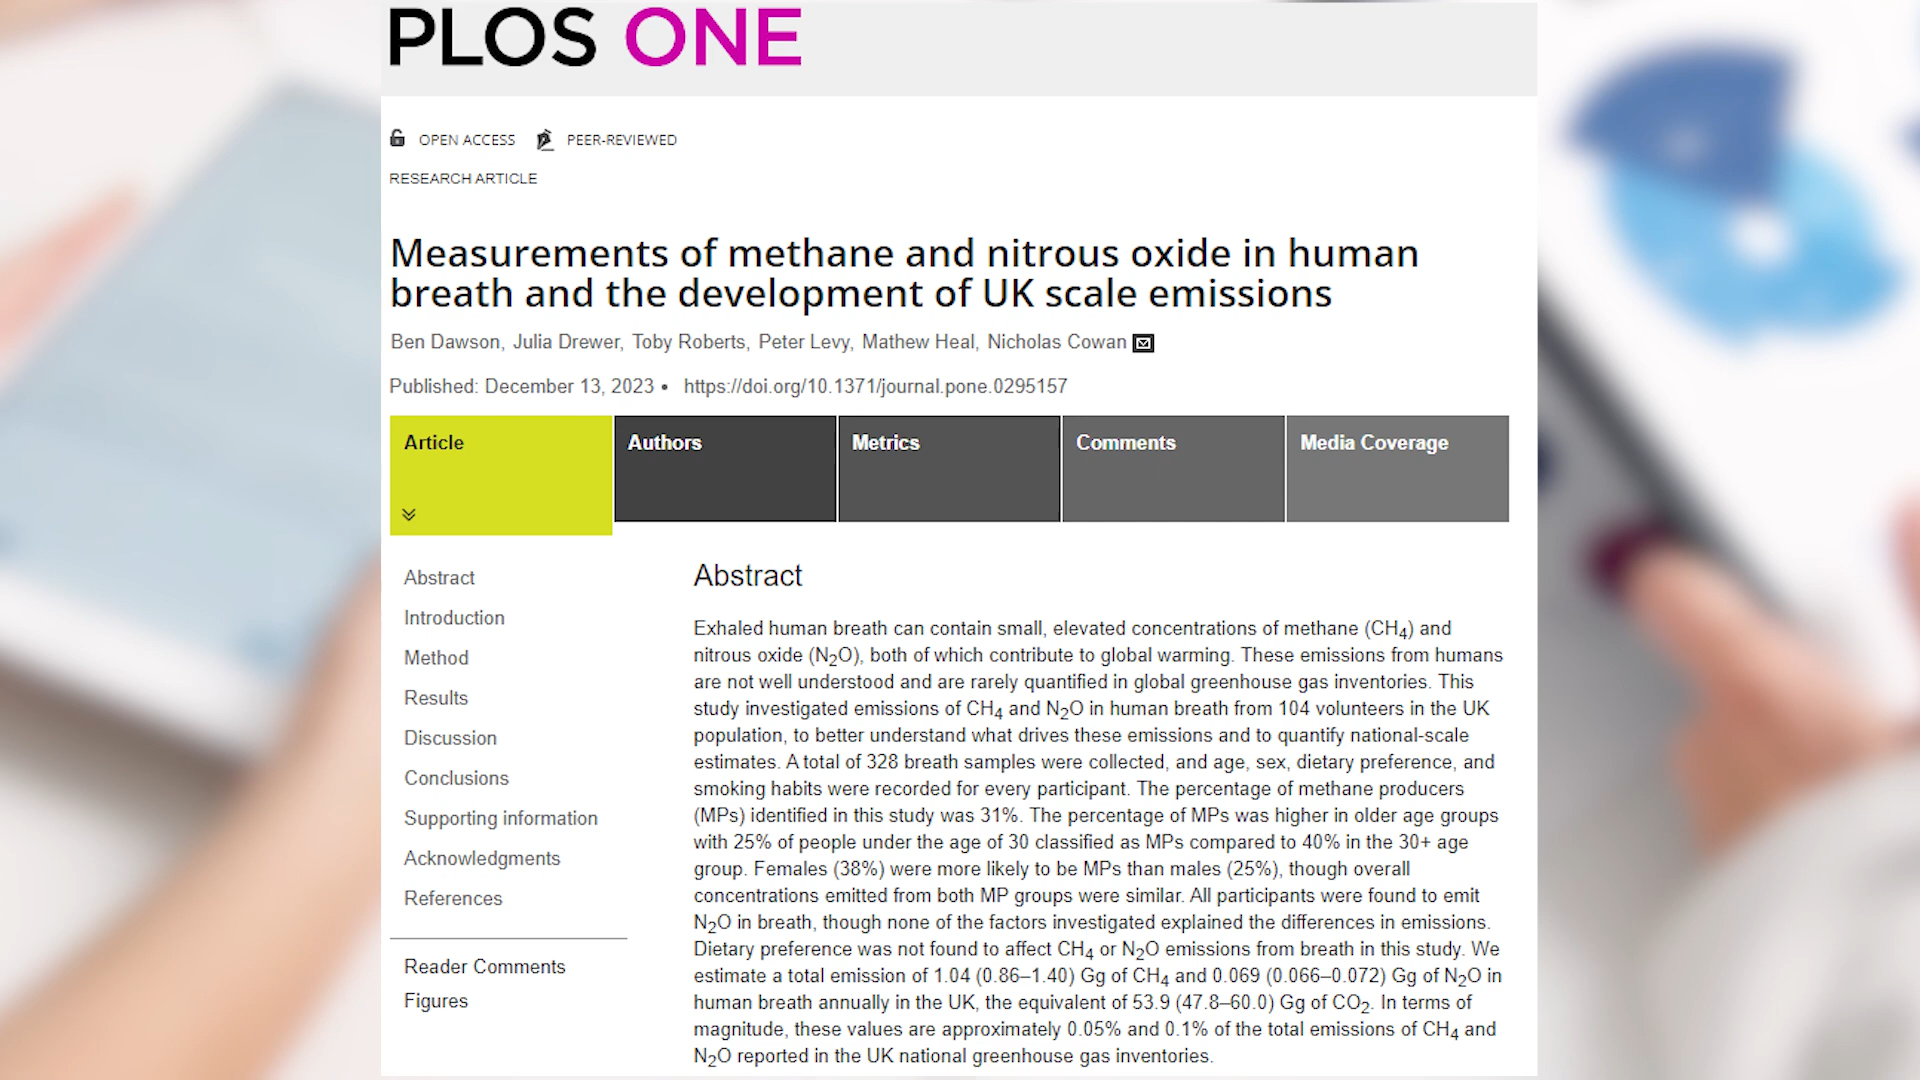 PLOS ONE
OPEN ACCESS PEER-REVIEWED
RESEARCH ARTICLE
Measurements of methane and nitrous oxide in human
breath and the development of UK scale emissions
Ben Dawson, Julia Drewer, Toby Roberts, Peter Levy, Mathew Heal, Nicholas Cowan
Published: December 13, 2023 • https://doi.org/10.1371/journal.pone.0295157
Article
Authors
Metrics
Comments
Media Coverage
Abstract
Introduction
Method
Results
Discussion
Conclusions
Supporting information
Acknowledgments
References
Reader Comments
Figures
Abstract
Exhaled human breath can contain small, elevated concentrations of methane (CH4) and
nitrous oxide (N2O), both of which contribute to global warming. These emissions from humans
are not well understood and are rarely quantified in global greenhouse gas inventories. This
study investigated emissions of CH4 and N2O in human breath from 104 volunteers in the UK
population, to better understand what drives these emissions and to quantify national-scale
estimates. A total of 328 breath samples were collected, and age, sex, dietary preference, and
smoking habits were recorded for every participant. The percentage of methane producers
(MPs) identified in this study was 31%. The percentage of MPs was higher in older age groups
with 25% of people under the age of 30 classified as MPs compared to 40% in the 30+ age
group. Females (38%) were more likely to be MPs than males (25%), though overall
concentrations emitted from both MP groups were similar. All participants were found to emit
N2O in breath, though none of the factors investigated explained the differences in emissions.
Dietary preference was not found to affect CH4 or N2O emissions from breath in this study. We
estimate a total emission of 1.04 (0.86–1.40) Gg of CH4 and 0.069 (0.066–0.072) Gg of N2O in
human breath annually in the UK, the equivalent of 53.9 (47.8–60.0) Gg of CO2. In terms of
magnitude, these values are approximately 0.05% and 0.1% of the total emissions of CH4 and
N2O reported in the UK national greenhouse gas inventories.